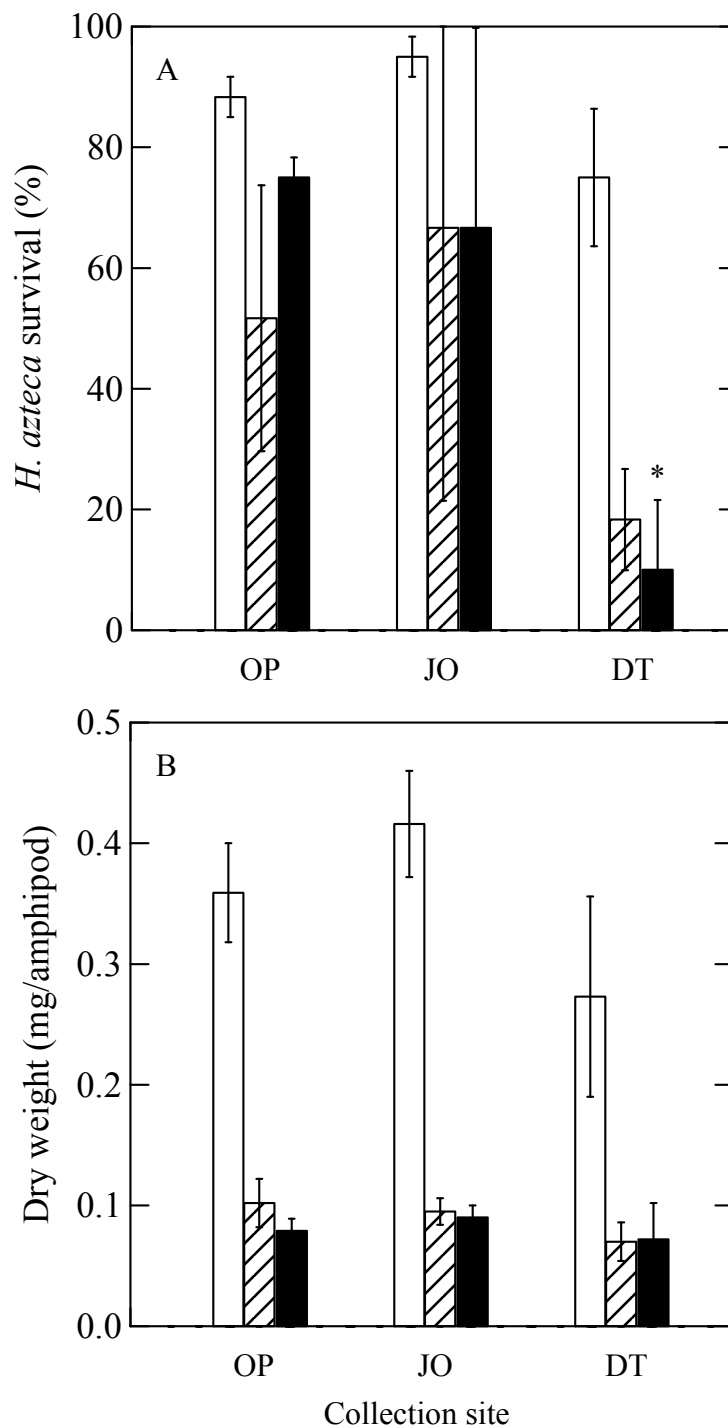 100
A
80
60
40
20
0
H. azteca survival (%)
*
OP JO DT
0.5
B
0.4
0.3
0.2
0.1
0.0
Dry weight (mg/amphipod)
OP JO DT
Collection site